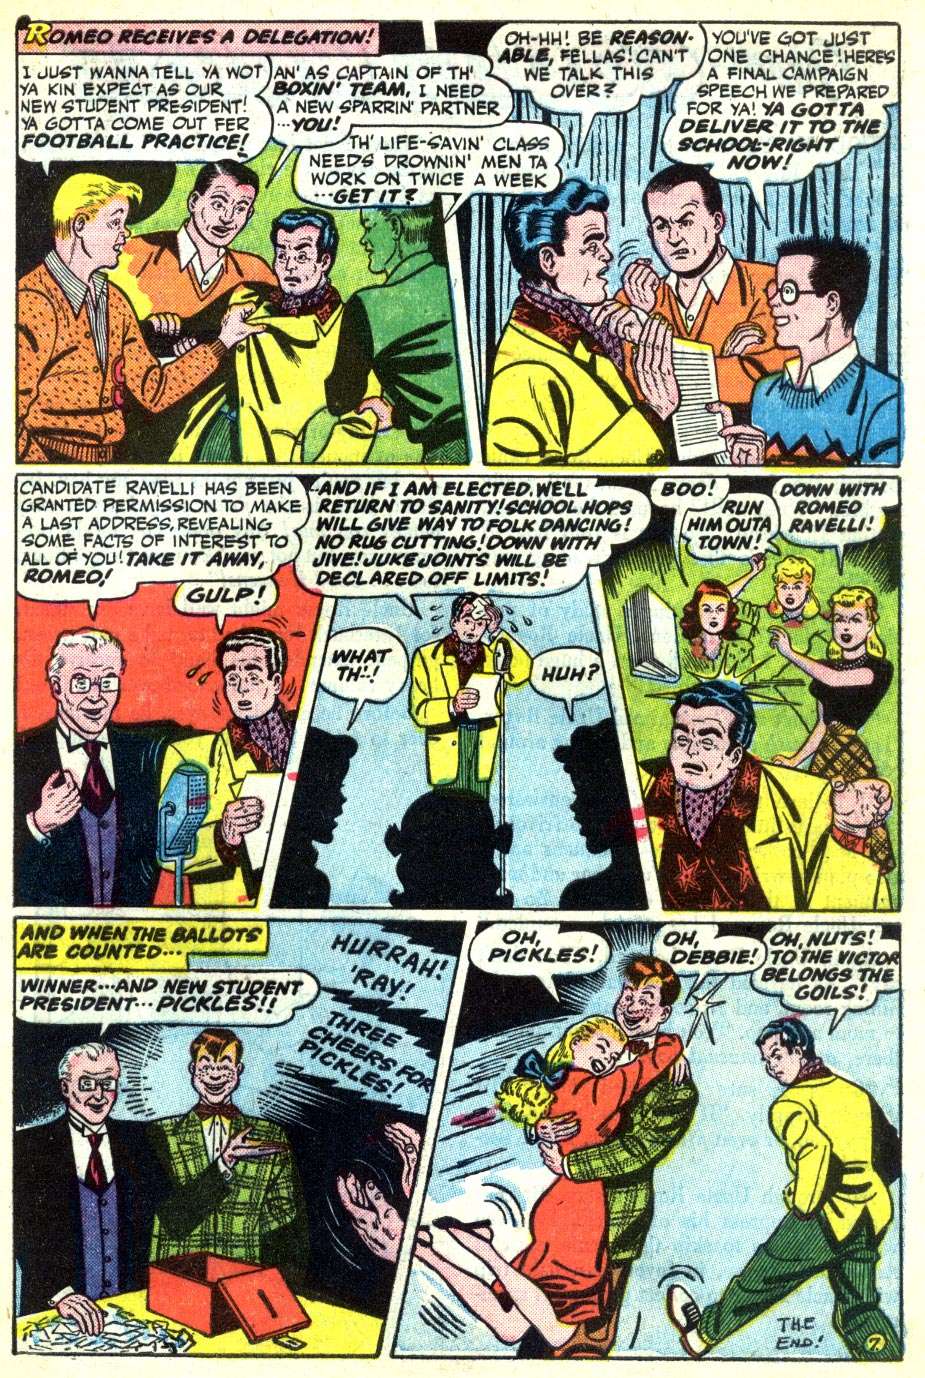 ROMEO RECEIVES A DELEGATION!
I JUST WANNA TELL YA WOT
YA KIN EXPECT AS OUR
NEW STUDENT PRESIDENT!
YA GOTTA COME OUT FER
FOOTBALL PRACTICE!
AN' AS CAPTAIN OF TH'
BOXIN' TEAM, I NEED
A NEW SPARRIN' PARTNER
...YOU!
TH' LIFE-SAVIN' CLASS
NEEDS DROWNIN' MEN TA
WORK ON TWICE A WEEK
...GET IT?
OH-HH! BE REASON-
ABLE, FELLAS! CAN'T
WE TALK THIS
OVER?
YOU'VE GOT JUST
ONE CHANCE! HERE'S
A FINAL CAMPAIGN
SPEECH WE PREPARED
FOR YA! YA GOTTA
DELIVER IT TO THE
SCHOOL-RIGHT
NOW!
CANDIDATE RAVELLI HAS BEEN
GRANTED PERMISSION TO MAKE
A LAST ADDRESS, REVEALING
SOME FACTS OF INTEREST TO
ALL OF YOU! TAKE IT AWAY,
ROMEO!
GULP!
...AND IF I AM ELECTED, WE'LL
RETURN TO SANITY! SCHOOL HOPS
WILL GIVE WAY TO FOLK DANCING!
NO RUG CUTTING! DOWN WITH
JIVE! JUKE JOINTS WILL BE
DECLARED OFF LIMITS!
WHAT
TH'-!
HUH?
BOO!
RUN
HIM OUTA
TOWN!
DOWN WITH
ROMEO
RAVELLI!
AND WHEN THE BALLOTS
ARE COUNTED...
WINNER...AND NEW STUDENT
PRESIDENT... PICKLES!!
HURRAH!
'RAY!
THREE
CHEERS FOR
PICKLES!
OH,
PICKLES!
OH,
DEBBIE!
OH, NUTS!
TO THE VICTOR
BELONGS THE
GOILS!
THE
END!
7.